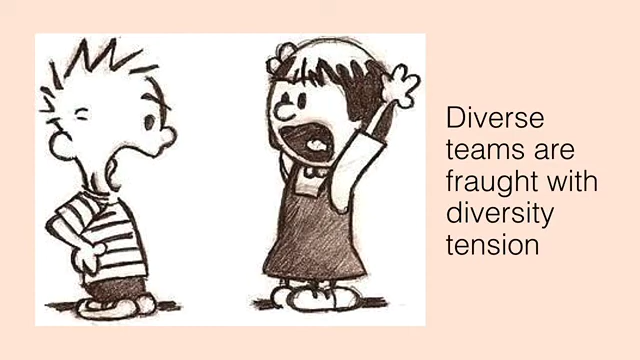 Diverse
teams are
fraught with
diversity
tension